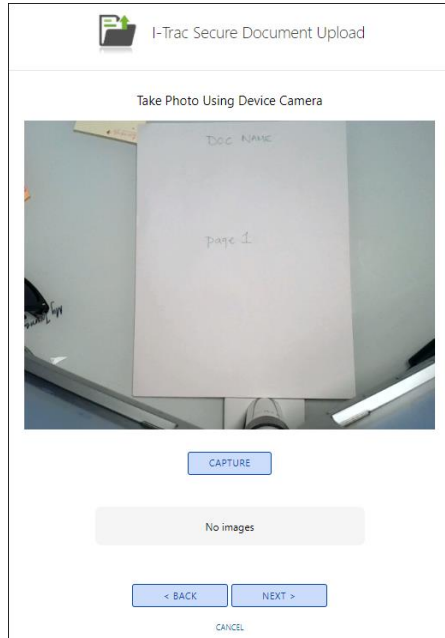 I-Trac Secure Document Upload
Take Photo Using Device Camera
DOC NAME
page 1
CAPTURE
No images
< BACK
NEXT >
CANCEL